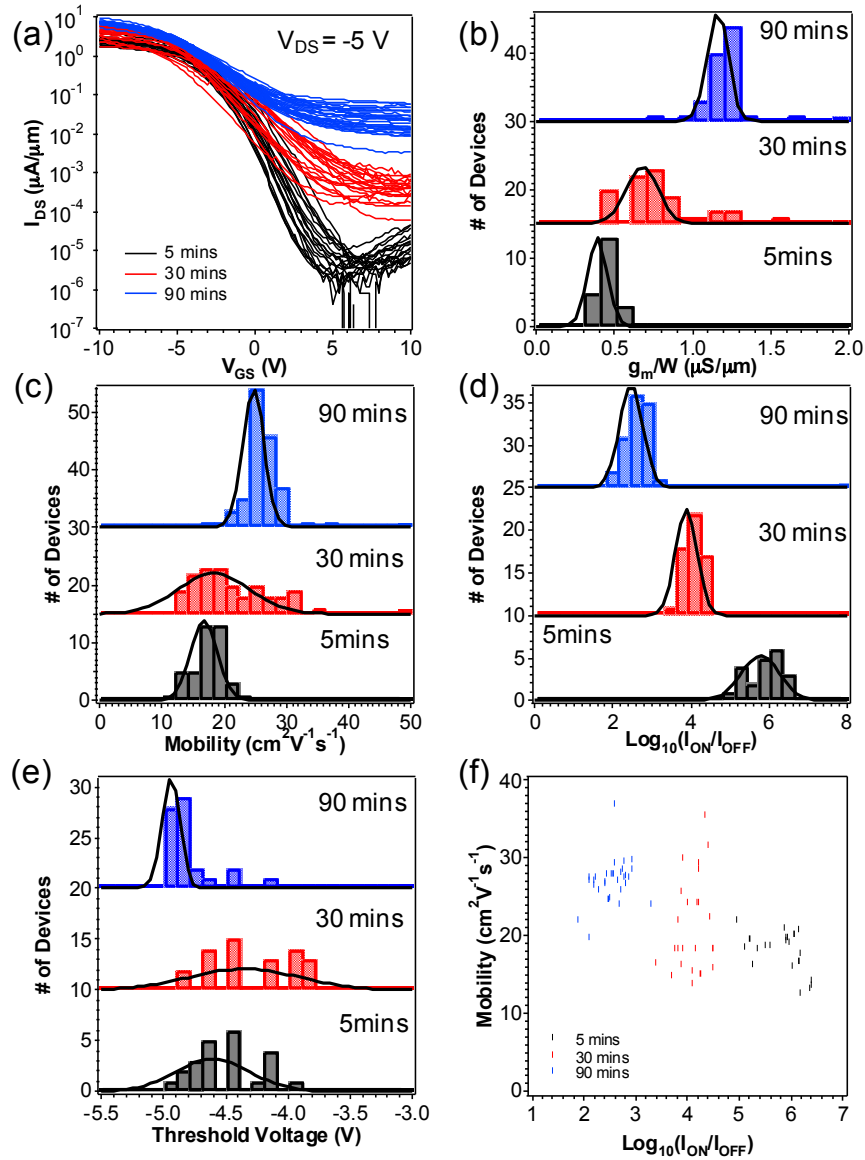 (a)
V_DS = -5 V
10^1
10^0
10^-1
10^-2
10^-3
10^-4
10^-5
10^-6
10^-7
I_DS (µA/µm)
5 mins
30 mins
90 mins
-10 -5 0 5 10
V_GS (V)
(b)
90 mins
30 mins
5mins
40
30
20
10
0
# of Devices
0.0 0.5 1.0 1.5 2.0
g_m/W (µS/µm)
(c)
90 mins
30 mins
5mins
50
40
30
20
10
0
# of Devices
0 10 20 30 40 50
Mobility (cm^2V^-1s^-1)
(d)
90 mins
30 mins
5mins
35
30
25
20
15
10
5
0
# of Devices
0 2 4 6 8
Log_10(I_ON/I_OFF)
(e)
90 mins
30 mins
5mins
30
25
20
15
10
5
0
# of Devices
-5.5 -5.0 -4.5 -4.0 -3.5 -3.0
Threshold Voltage (V)
(f)
40
30
20
10
0
Mobility (cm^2V^-1s^-1)
5 mins
30 mins
90 mins
1 2 3 4 5 6 7
Log_10(I_ON/I_OFF)